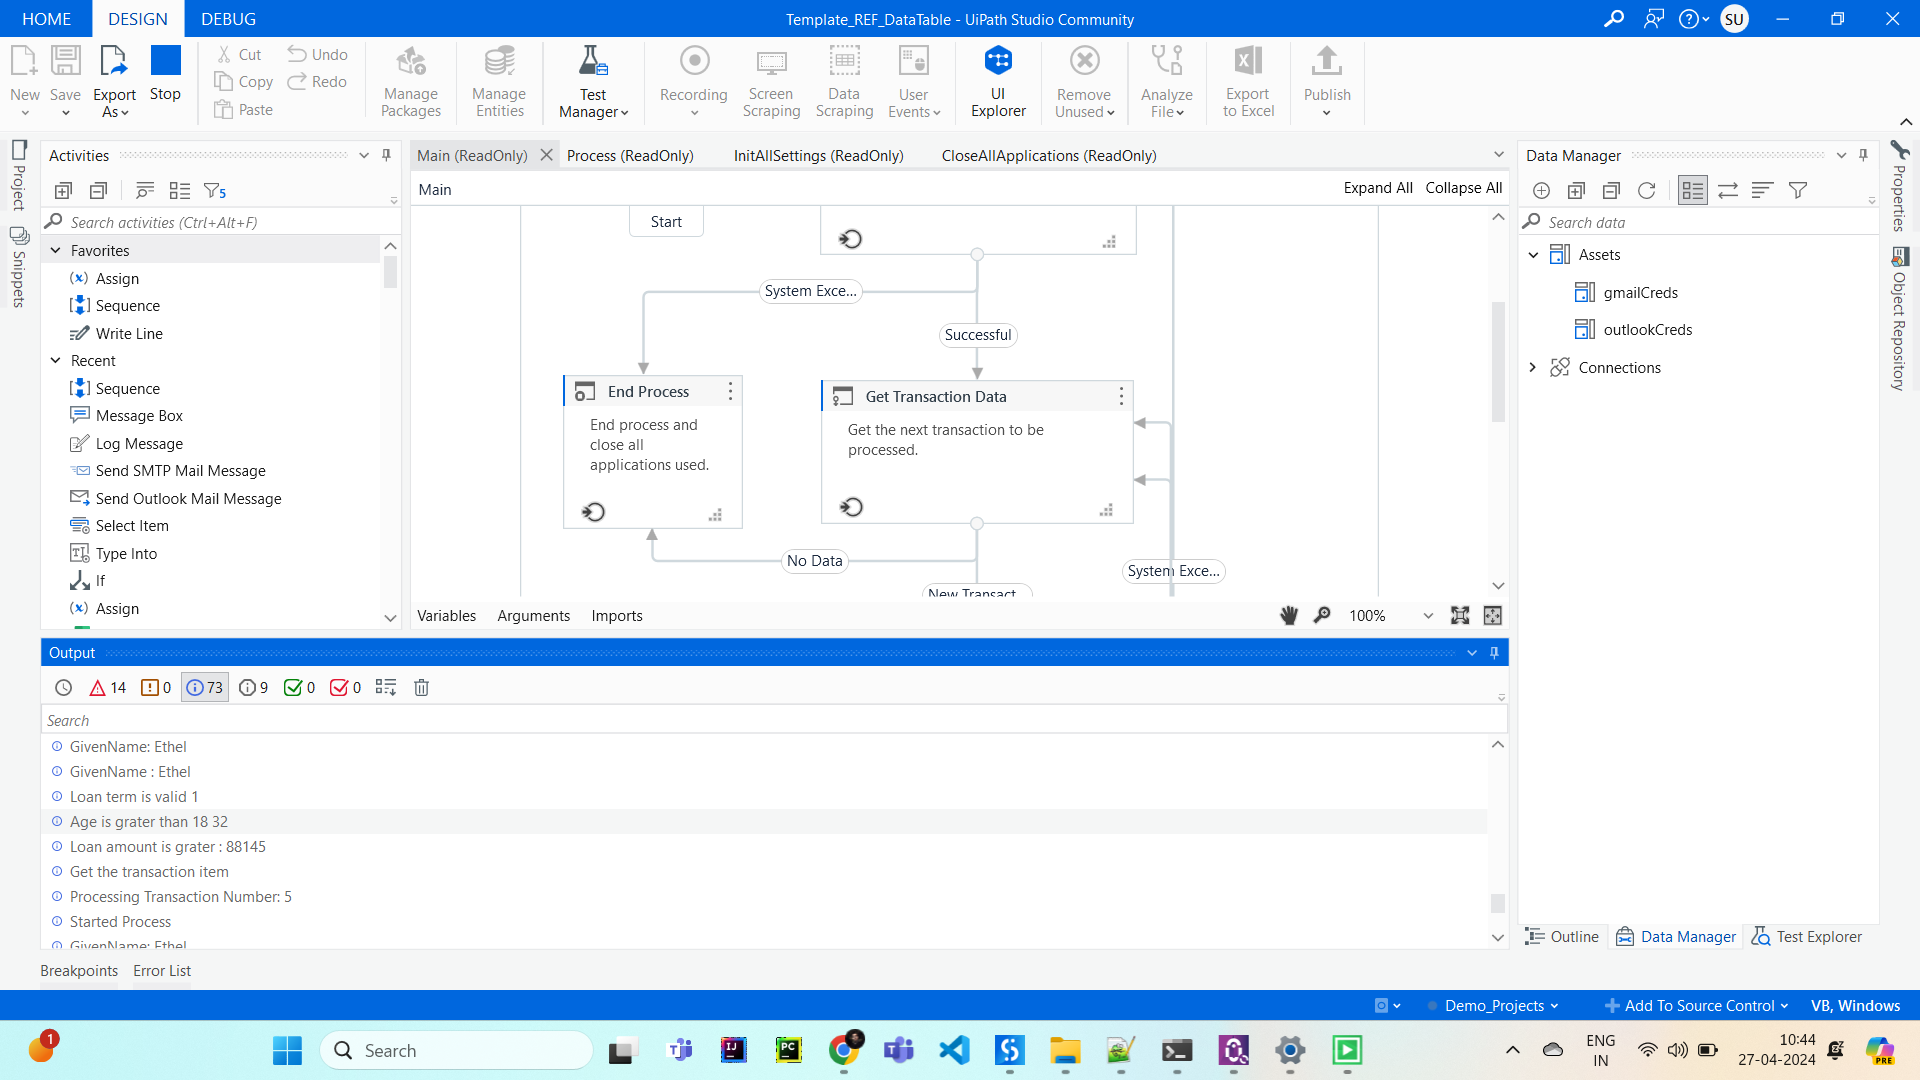 HOME
DESIGN
DEBUG
Template_REF_DataTable - UiPath Studio Community
SU
New
Save
Export
As
Stop
Cut
Copy
Paste
Undo
Redo
Manage
Packages
Manage
Entities
Test
Manager
Recording
Screen
Scraping
Data
Scraping
User
Events
UI
Explorer
Remove
Unused
Analyze
File
Export
to Excel
Publish
Project
Snippets
Activities
5
Search activities (Ctrl+Alt+F)
Favorites
Assign
Sequence
Write Line
Recent
Sequence
Message Box
Log Message
Send SMTP Mail Message
Send Outlook Mail Message
Select Item
Type Into
If
Assign
Main (ReadOnly)
Process (ReadOnly)
InitAllSettings (ReadOnly)
CloseAllApplications (ReadOnly)
Main
Expand All
Collapse All
Start
System Exce...
Successful
End Process
End process and
close all
applications used.
Get Transaction Data
Get the next transaction to be
processed.
No Data
System Exce...
New Transact...
Variables
Arguments
Imports
100%
Data Manager
Search data
Assets
gmailCreds
outlookCreds
Connections
Properties
Object Repository
Output
14
0
73
9
0
0
Search
GivenName: Ethel
GivenName : Ethel
Loan term is valid 1
Age is grater than 18 32
Loan amount is grater : 88145
Get the transaction item
Processing Transaction Number: 5
Started Process
GivenName: Ethel
Outline
Data Manager
Test Explorer
Breakpoints
Error List
Demo_Projects
Add To Source Control
VB, Windows
1
Search
ENG
IN
10:44
27-04-2024
PRE